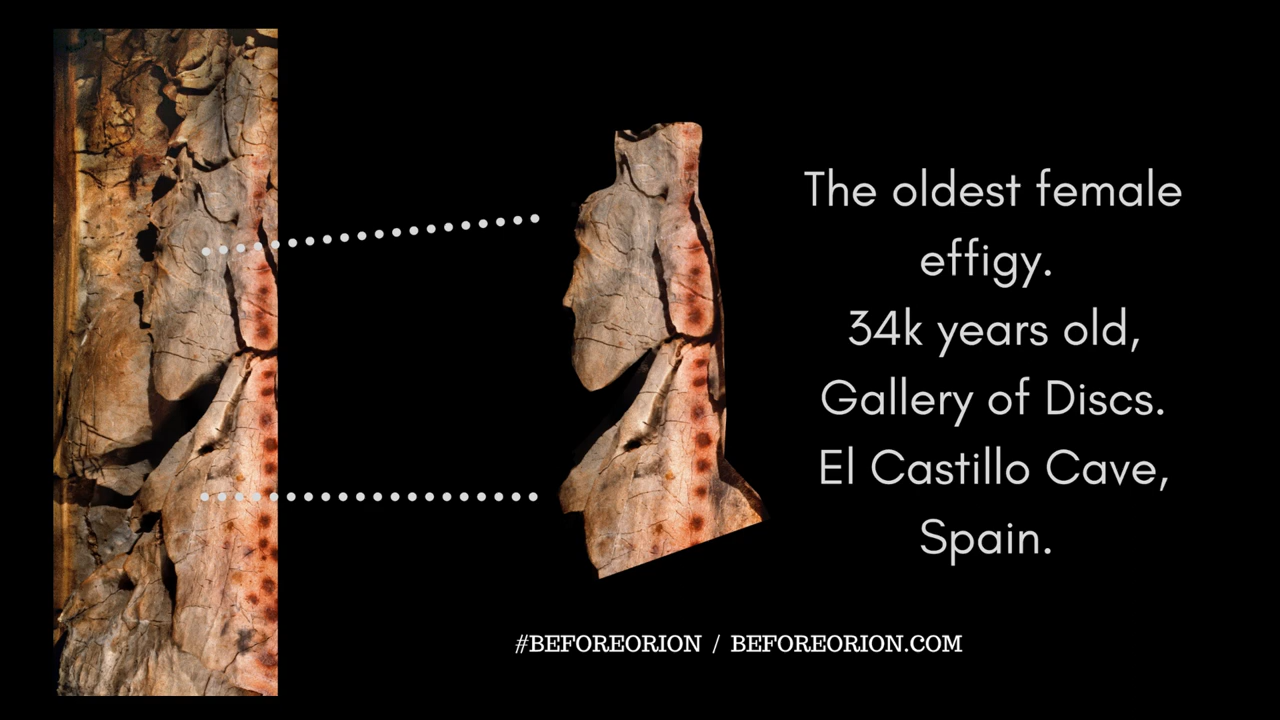 The oldest female
effigy.
34k years old,
Gallery of Discs.
El Castillo Cave,
Spain.
#BEFOREORION / BEFOREORION.COM